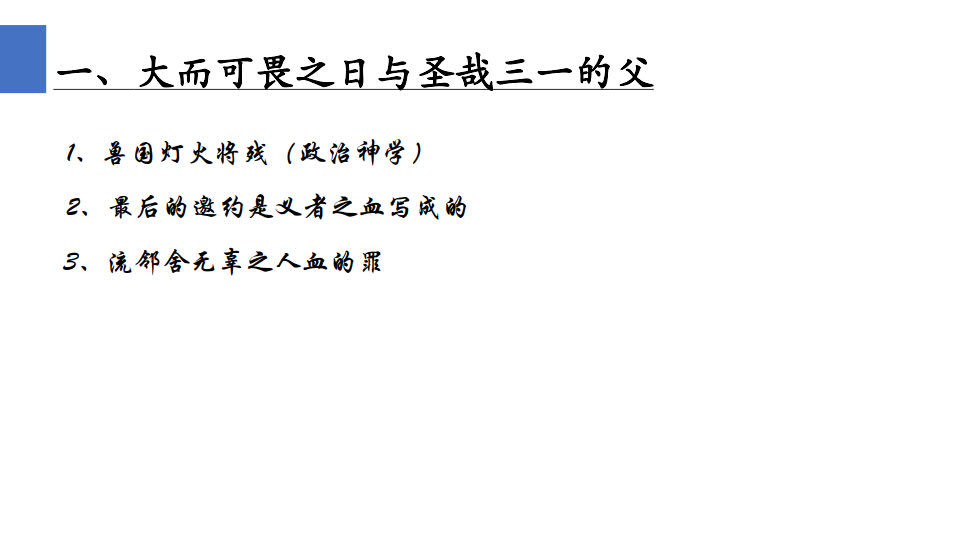 一、大而可畏之日与圣哉三一的父
1、兽国灯火将残（政治神学）
2、最后的邀约是义者之血写成的
3、流邻舍无辜之人血的罪